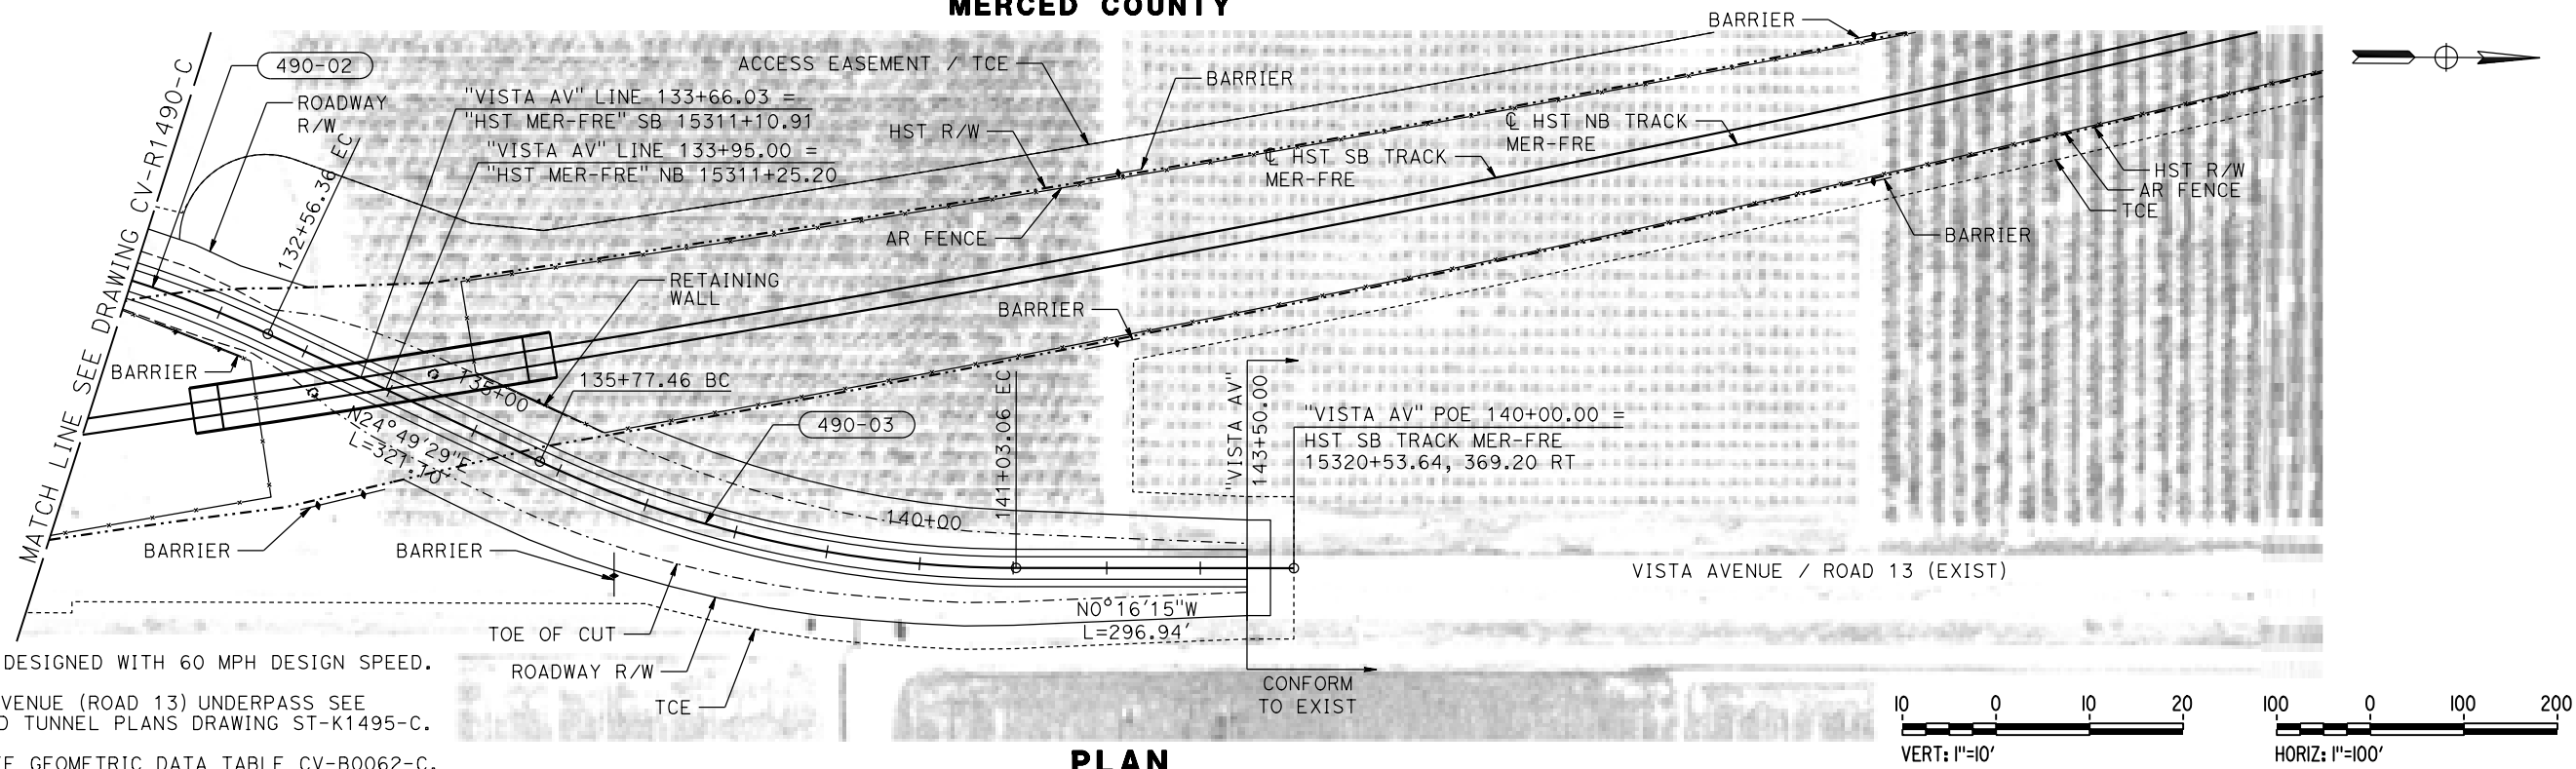 MERCED COUNTY
BARRIER
490-02
ROADWAY
R/W
ACCESS EASEMENT / TCE
BARRIER
"VISTA AV" LINE 133+66.03 =
"HST MER-FRE" SB 15311+10.91
"VISTA AV" LINE 133+95.00 =
"HST MER-FRE" NB 15311+25.20
HST R/W
℄ HST NB TRACK
MER-FRE
℄ HST SB TRACK
MER-FRE
HST R/W
AR FENCE
TCE
BARRIER
AR FENCE
132+56.36 EC
MATCH LINE SEE DRAWING CV-R1490-C
RETAINING
WALL
BARRIER
BARRIER
135+00
135+77.46 BC
N24°49'29"E
L=321.10'
490-03
141+03.06 EC
"VISTA AV"
143+50.00
"VISTA AV" POE 140+00.00 =
HST SB TRACK MER-FRE
15320+53.64, 369.20 RT
140+00
BARRIER
BARRIER
VISTA AVENUE / ROAD 13 (EXIST)
N0°16'15"W
L=296.94'
TOE OF CUT
ROADWAY R/W
TCE
CONFORM
TO EXIST
DESIGNED WITH 60 MPH DESIGN SPEED.
VENUE (ROAD 13) UNDERPASS SEE
D TUNNEL PLANS DRAWING ST-K1495-C.
GEOMETRIC DATA TABLE CV-B0062-C.
PLAN
10 0 10 20
VERT: 1"=10'
100 0 100 200
HORIZ: 1"=100'